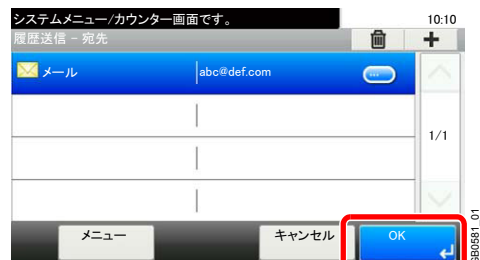 システムメニュー/カウンター画面です。 10:10
履歴送信 - 宛先
メール abc@def.com
1/1
メニュー キャンセル OK
GB0581_01